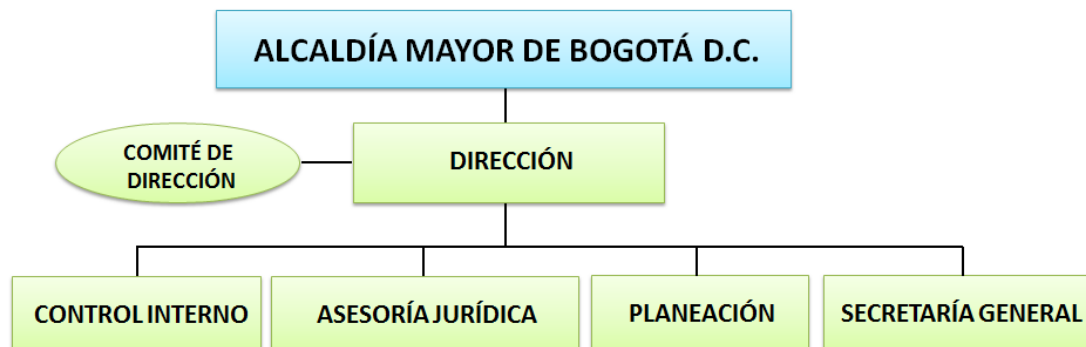 ALCALDÍA MAYOR DE BOGOTÁ D.C.
COMITÉ DE
DIRECCIÓN
DIRECCIÓN
CONTROL INTERNO
ASESORÍA JURÍDICA
PLANEACIÓN
SECRETARÍA GENERAL